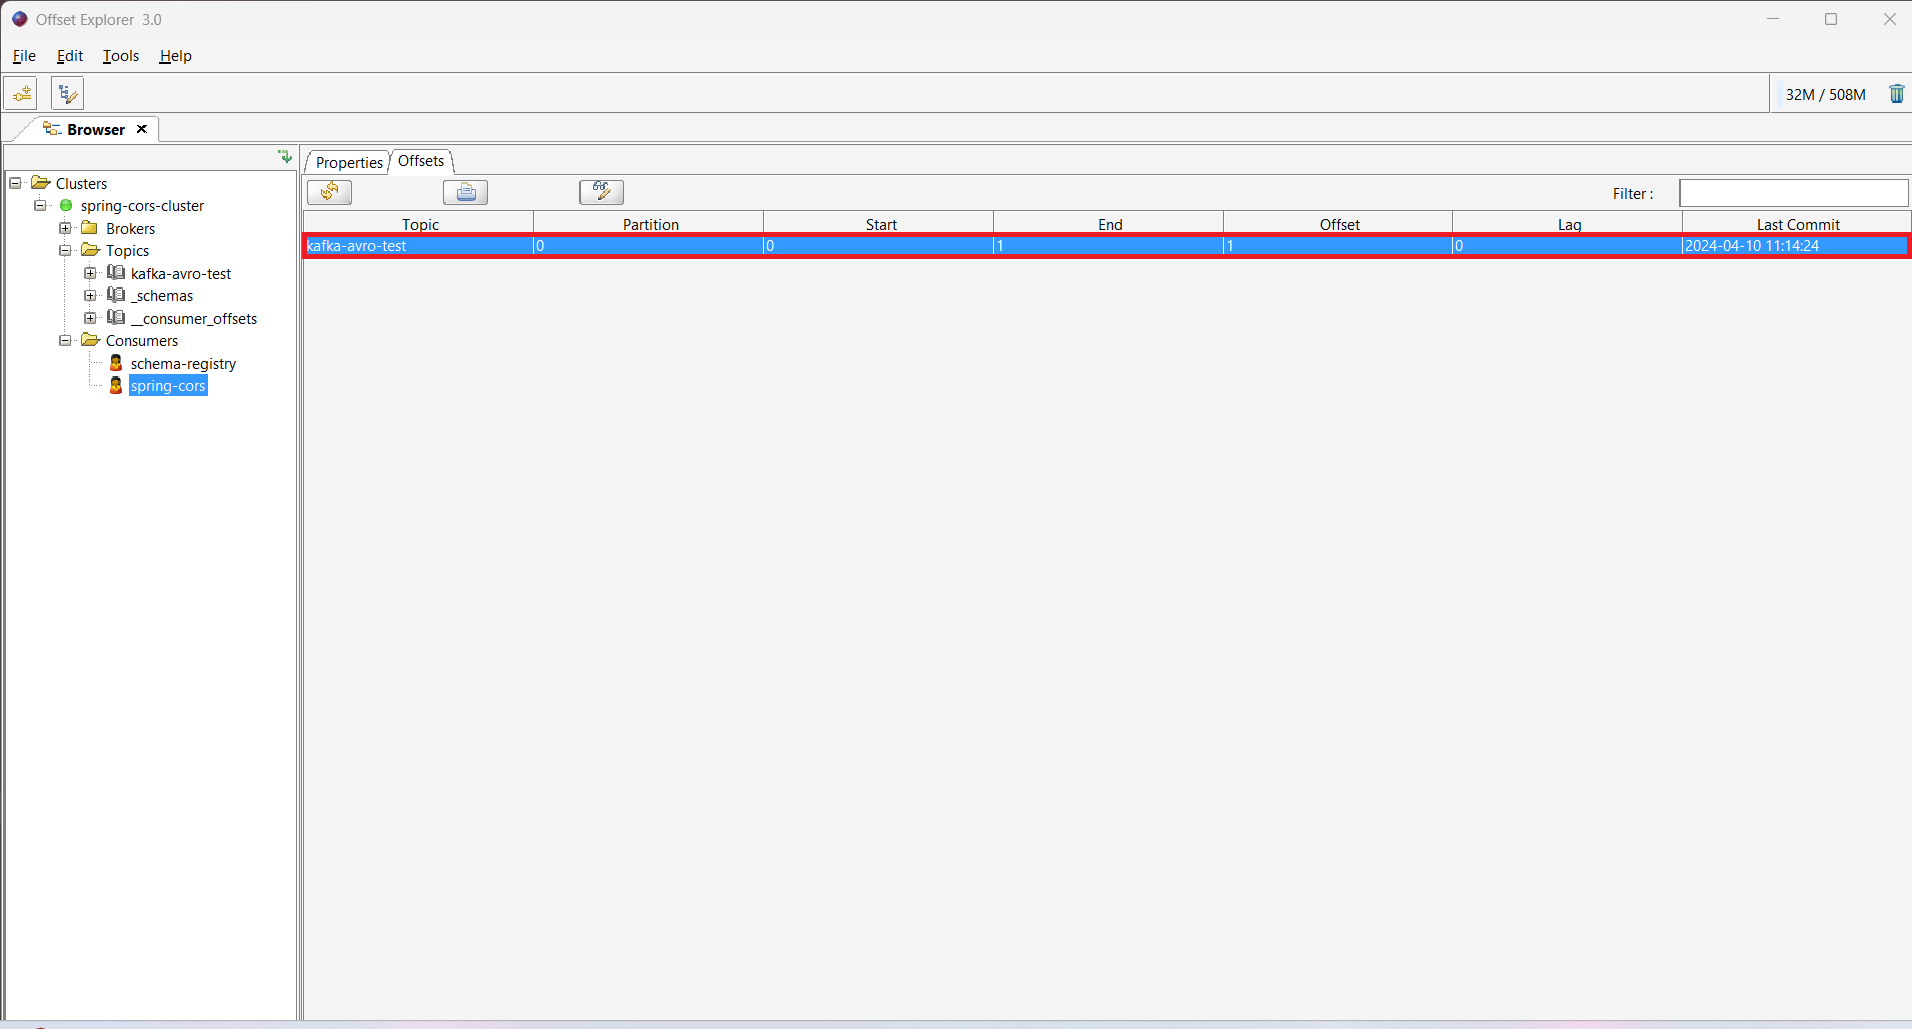 Offset Explorer 3.0
File Edit Tools Help
32M / 508M
Browser
Clusters
spring-cors-cluster
Brokers
Topics
kafka-avro-test
_schemas
__consumer_offsets
Consumers
schema-registry
spring-cors
Properties Offsets
Filter :
Topic Partition Start End Offset Lag Last Commit
kafka-avro-test 0 0 1 1 0 2024-04-10 11:14:24